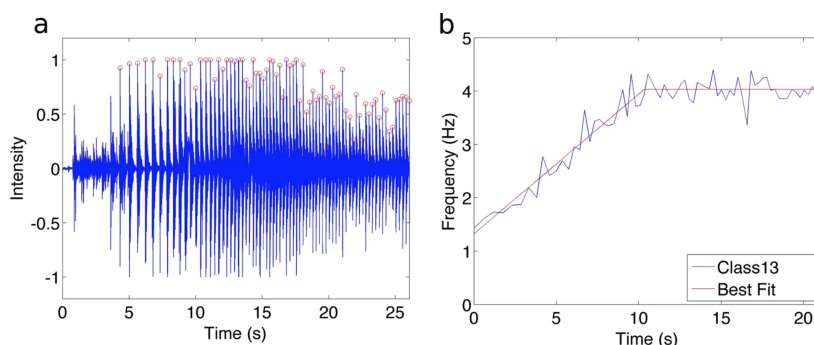 a
1
0.5
0
-0.5
-1
Intensity
0 5 10 15 20 25
Time (s)
b
5
4
3
2
1
0
Frequency (Hz)
Class13
Best Fit
0 5 10 15 20
Time (s)